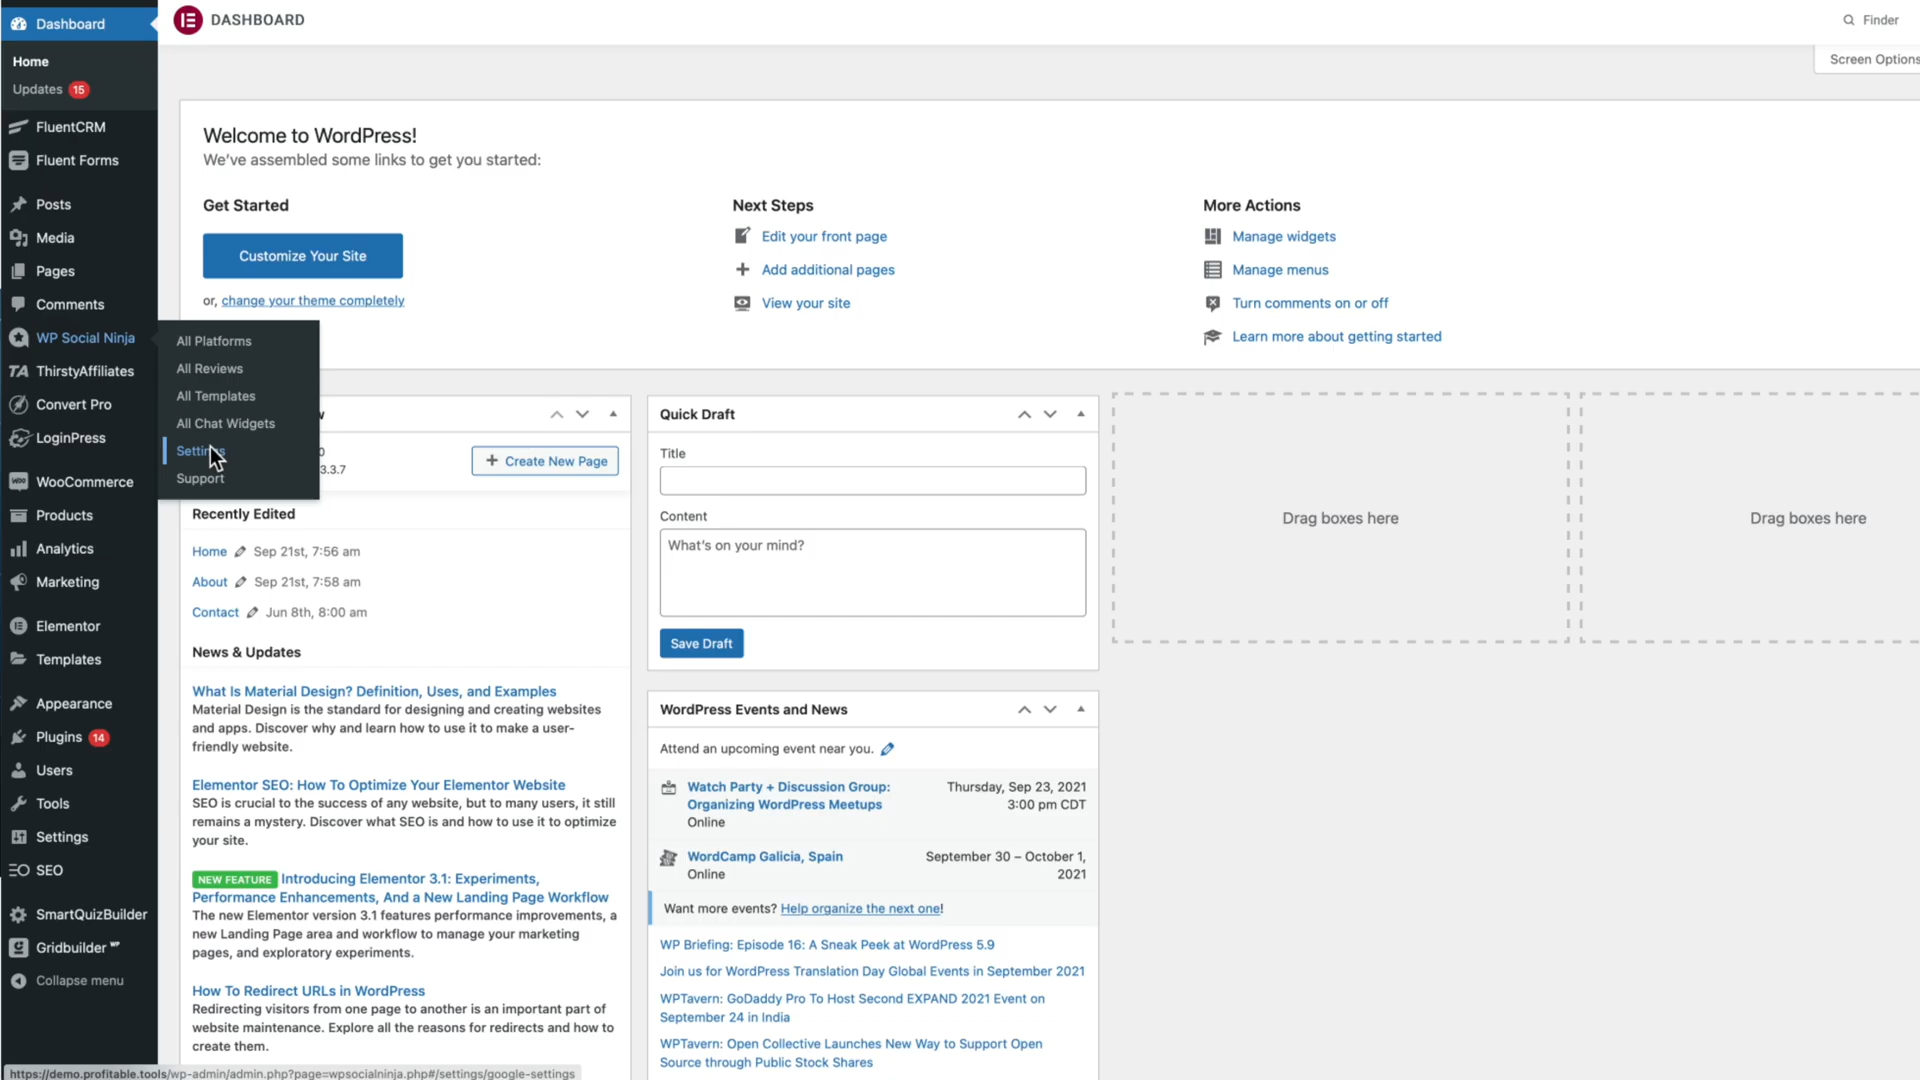 Dashboard
DASHBOARD
Finder
Home
Updates 15
Screen Options
FluentCRM
Fluent Forms
Posts
Media
Pages
Comments
WP Social Ninja
ThirstyAffiliates
Convert Pro
LoginPress
WooCommerce
Products
Analytics
Marketing
Elementor
Templates
Appearance
Plugins 14
Users
Tools
Settings
SEO
SmartQuizBuilder
Gridbuilder WP
Collapse menu
All Platforms
All Reviews
All Templates
All Chat Widgets
Settings
Support
Welcome to WordPress!
We've assembled some links to get you started:
Get Started
Customize Your Site
or, change your theme completely
Next Steps
Edit your front page
Add additional pages
View your site
More Actions
Manage widgets
Manage menus
Turn comments on or off
Learn more about getting started
w
0
3.3.7
+ Create New Page
Recently Edited
Home Sep 21st, 7:56 am
About Sep 21st, 7:58 am
Contact Jun 8th, 8:00 am
News & Updates
What Is Material Design? Definition, Uses, and Examples
Material Design is the standard for designing and creating websites
and apps. Discover why and learn how to use it to make a user-
friendly website.
Elementor SEO: How To Optimize Your Elementor Website
SEO is crucial to the success of any website, but to many users, it still
remains a mystery. Discover what SEO is and how to use it to optimize
your site.
NEW FEATURE Introducing Elementor 3.1: Experiments,
Performance Enhancements, And a New Landing Page Workflow
The new Elementor version 3.1 features performance improvements, a
new Landing Page area and workflow to manage your marketing
pages, and exploratory experiments.
How To Redirect URLs in WordPress
Redirecting visitors from one page to another is an important part of
website maintenance. Explore all the reasons for redirects and how to
create them.
Quick Draft
Title
Content
What's on your mind?
Save Draft
WordPress Events and News
Attend an upcoming event near you.
Watch Party + Discussion Group: Thursday, Sep 23, 2021
Organizing WordPress Meetups 3:00 pm CDT
Online
WordCamp Galicia, Spain September 30 – October 1,
Online 2021
Want more events? Help organize the next one!
WP Briefing: Episode 16: A Sneak Peek at WordPress 5.9
Join us for WordPress Translation Day Global Events in September 2021
WPTavern: GoDaddy Pro To Host Second EXPAND 2021 Event on
September 24 in India
WPTavern: Open Collective Launches New Way to Support Open
Source through Public Stock Shares
Drag boxes here
Drag boxes here
https://demo.profitable.tools/wp-admin/admin.php?page=wpsocialninja.php#/settings/google-settings